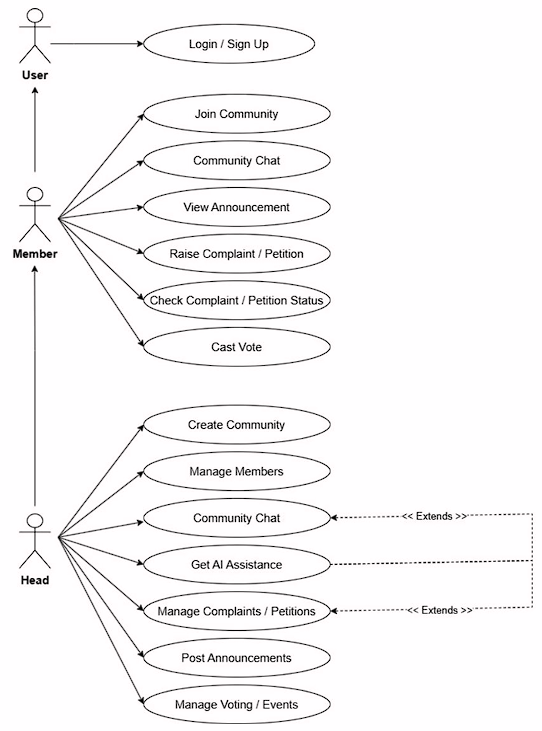 Login / Sign Up
User
Join Community
Community Chat
View Announcement
Raise Complaint / Petition
Member
Check Complaint / Petition Status
Cast Vote
Create Community
Manage Members
Community Chat
<< Extends >>
Get AI Assistance
Head
Manage Complaints / Petitions
<< Extends >>
Post Announcements
Manage Voting / Events